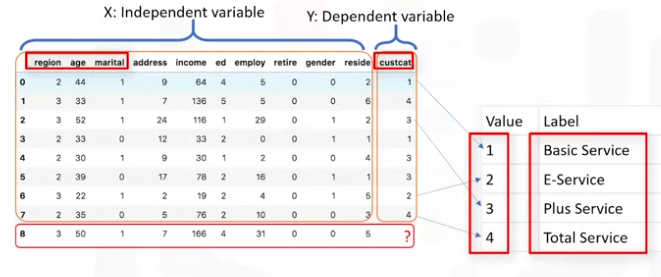 X: Independent variable
Y: Dependent variable
region age marital address income ed employ retire gender reside custcat
0 2 44 1 9 64 4 5 0 0 2 1
1 3 33 1 7 136 5 5 0 0 6 4
2 3 52 1 24 116 1 29 0 1 2 3
3 2 33 0 12 33 2 0 0 1 1 1
4 2 30 1 9 30 1 2 0 0 4 3
5 2 39 0 17 78 2 16 0 1 1 3
6 3 22 1 2 19 2 4 0 1 5 2
7 2 35 0 5 76 2 10 0 0 3 4
8 3 50 1 7 166 4 31 0 0 5 ?
Value Label
1 Basic Service
2 E-Service
3 Plus Service
4 Total Service